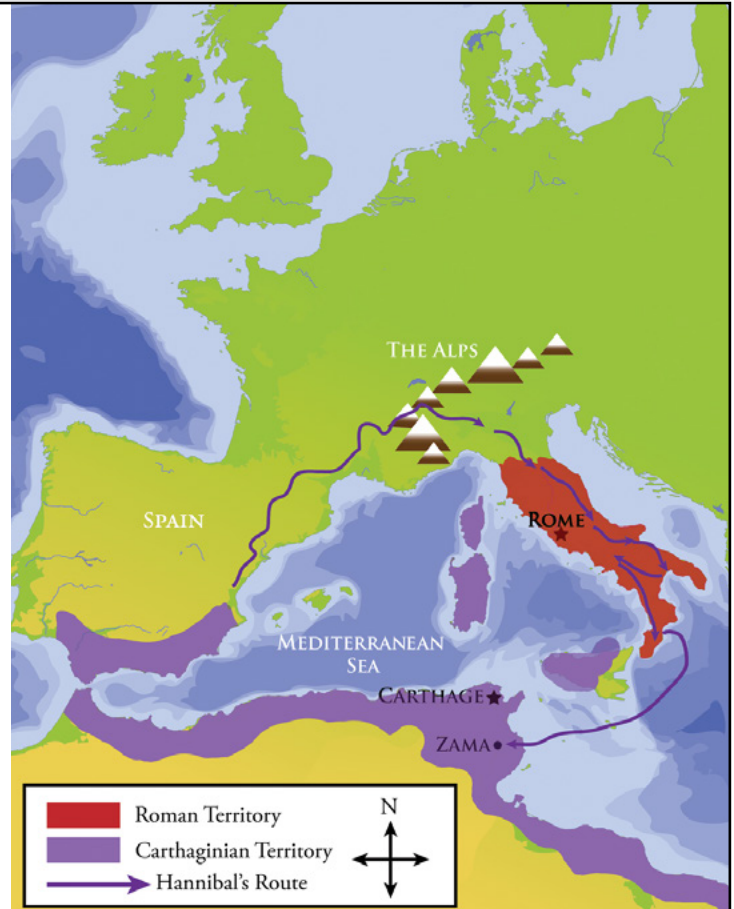 THE ALPS
SPAIN
ROME
MEDITERRANEAN
SEA
CARTHAGE
ZAMA
N
Roman Territory
Carthaginian Territory
Hannibal's Route